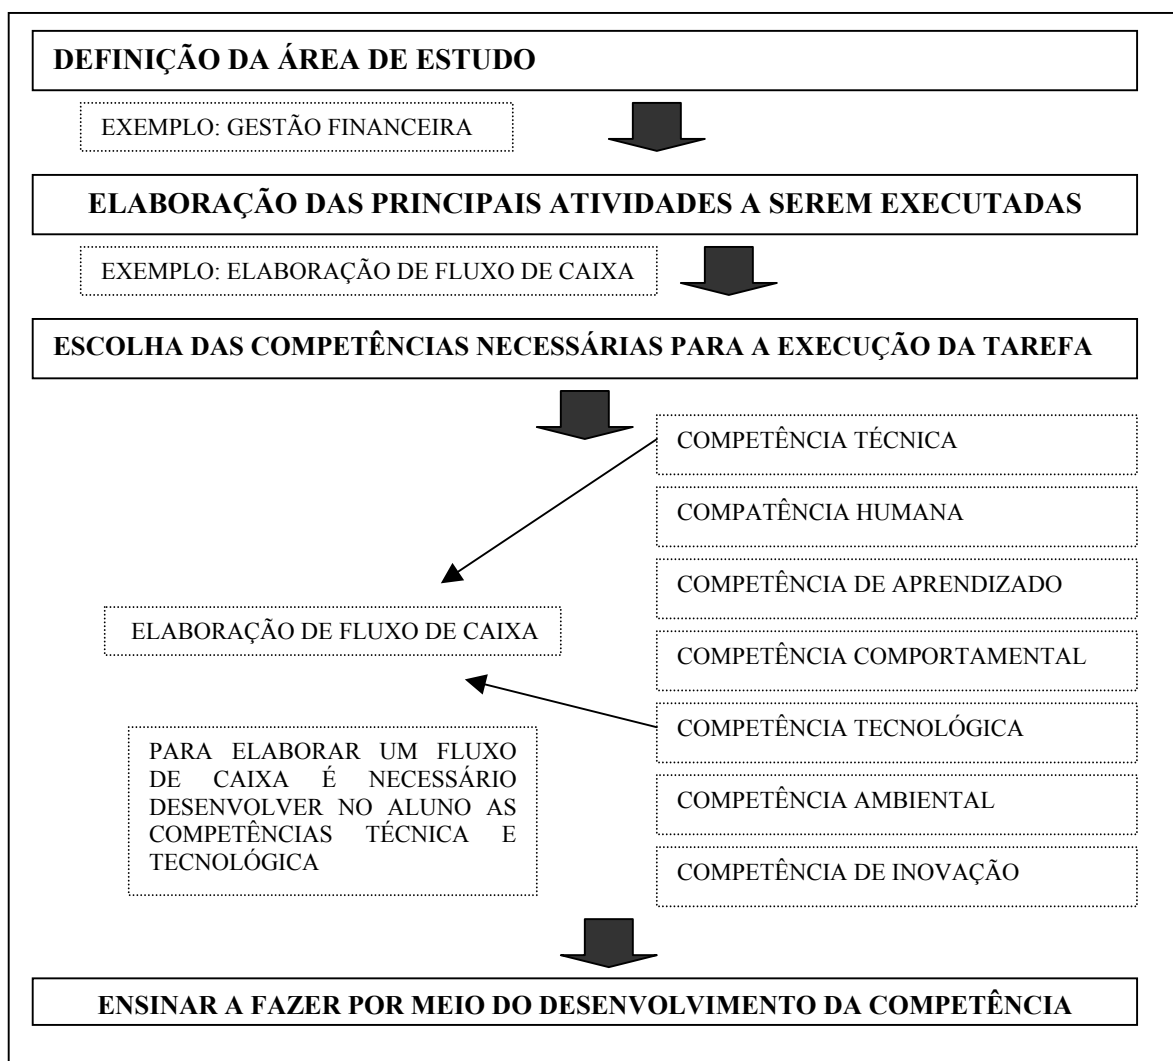 DEFINIÇÃO DA ÁREA DE ESTUDO
EXEMPLO: GESTÃO FINANCEIRA
ELABORAÇÃO DAS PRINCIPAIS ATIVIDADES A SEREM EXECUTADAS
EXEMPLO: ELABORAÇÃO DE FLUXO DE CAIXA
ESCOLHA DAS COMPETÊNCIAS NECESSÁRIAS PARA A EXECUÇÃO DA TAREFA
COMPETÊNCIA TÉCNICA
COMPATÊNCIA HUMANA
COMPETÊNCIA DE APRENDIZADO
ELABORAÇÃO DE FLUXO DE CAIXA
COMPETÊNCIA COMPORTAMENTAL
COMPETÊNCIA TECNOLÓGICA
PARA ELABORAR UM FLUXO
DE CAIXA É NECESSÁRIO
DESENVOLVER NO ALUNO AS
COMPETÊNCIAS TÉCNICA E
TECNOLÓGICA
COMPETÊNCIA AMBIENTAL
COMPETÊNCIA DE INOVAÇÃO
ENSINAR A FAZER POR MEIO DO DESENVOLVIMENTO DA COMPETÊNCIA